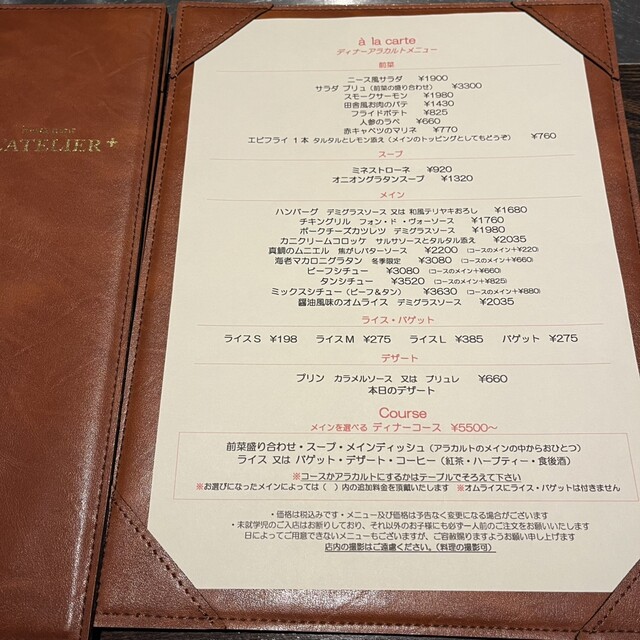 L'ATELIER+
à la carte
ディナーアラカルトメニュー
前菜
ニース風サラダ ¥1900
サラダ ブリュ(前菜の盛り合わせ) ¥3300
スモークサーモン ¥1980
田舎風お肉のパテ ¥1430
フライドポテト ¥825
人参のラペ ¥660
赤キャベツのマリネ ¥770
エビフライ 1本 タルタルとレモン添え(メインのトッピングとしてもどうぞ) ¥760
スープ
ミネストローネ ¥920
オニオングラタンスープ ¥1320
メイン
ハンバーグ デミグラスソース 又は 和風テリヤキおろし ¥1680
チキングリル フォン・ド・ヴォーソース ¥1760
ポークチーズカツレツ デミグラスソース ¥1980
カニクリームコロッケ サルサソースとタルタル添え ¥2035
真鯛のムニエル 焦がしバターソース ¥2200 (コースのメイン+¥220)
海老マカロニグラタン 冬季限定 ¥3080 (コースのメイン+¥660)
ビーフシチュー ¥3080 (コースのメイン+¥660)
タンシチュー ¥3520 (コースのメイン+¥825)
ミックスシチュー(ビーフ&タン) ¥3630 (コースのメイン+¥880)
醤油風味のオムライス デミグラスソース ¥2035
ライス・バゲット
ライスS ¥198 ライスM ¥275 ライスL ¥385 バゲット ¥275
デザート
プリン カラメルソース 又は ブリュレ ¥660
本日のデザート
Course
メインを選べる ディナーコース ¥5500〜
前菜盛り合わせ・スープ・メインディッシュ(アラカルトのメインの中からおひとつ)
ライス 又は バゲット・デザート・コーヒー(紅茶・ハーブティー・食後酒)
※コースかアラカルトにするかはテーブルでそろえて下さい
※お選びになったメインによっては( )内の追加料金を頂戴いたします ※オムライスにライス・バゲットは付きません
・価格は税込みです・メニュー及び価格は予告なく変更になる場合がございます
・未就学児のご入店はお断りしており、それ以外のお子様にも必ず一人前のご注文をお願いいたします
日によってご用意できないメニューもございますが、ご容赦賜りますようお願い申し上げます
店内の撮影はご遠慮ください。(料理の撮影可)